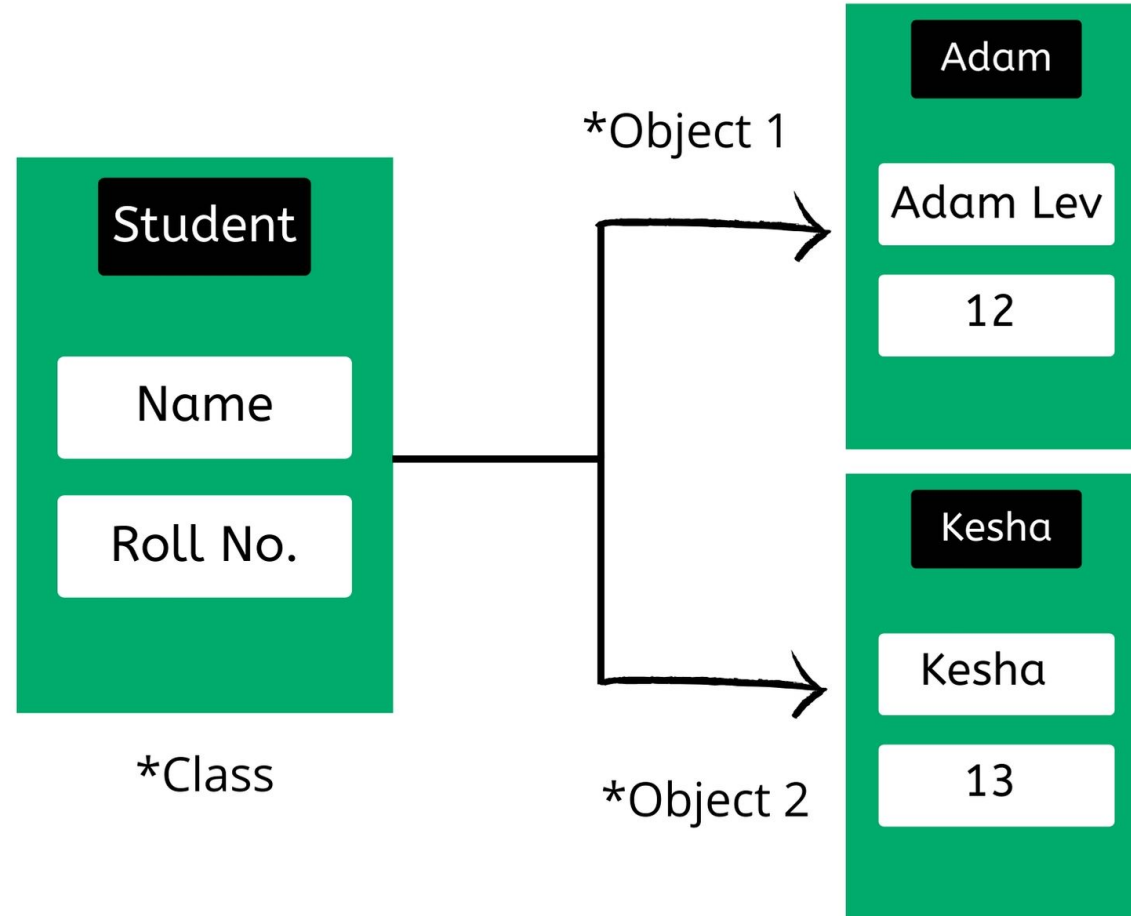 Student
Name
Roll No.
*Class
*Object 1
Adam
Adam Lev
12
*Object 2
Kesha
Kesha
13